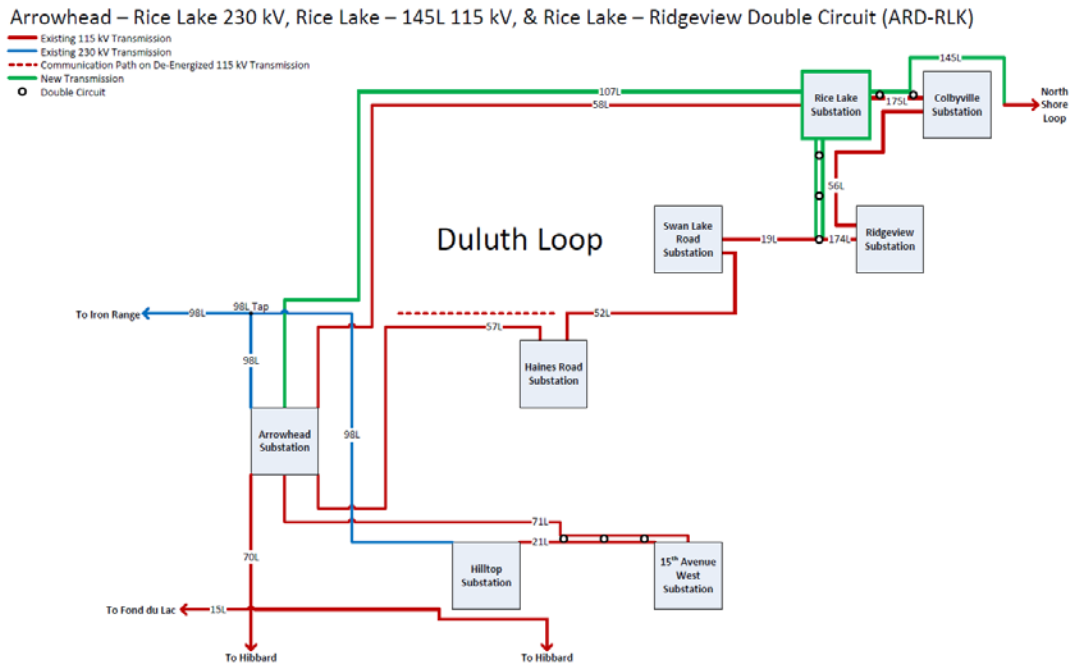 Arrowhead – Rice Lake 230 kV, Rice Lake – 145L 115 kV, & Rice Lake – Ridgeview Double Circuit (ARD-RLK)
Existing 115 kV Transmission
Existing 230 kV Transmission
Communication Path on De-Energized 115 kV Transmission
New Transmission
Double Circuit
145L
107L
58L
Rice Lake
Substation
175L
Colbyville
Substation
North
Shore
Loop
56L
Duluth Loop
Swan Lake
Road
Substation
19L
174L
Ridgeview
Substation
To Iron Range
98L
98L Tap
52L
57L
98L
Haines Road
Substation
Arrowhead
Substation
98L
71L
21L
70L
Hilltop
Substation
15th Avenue
West
Substation
To Fond du Lac
15L
To Hibbard
To Hibbard